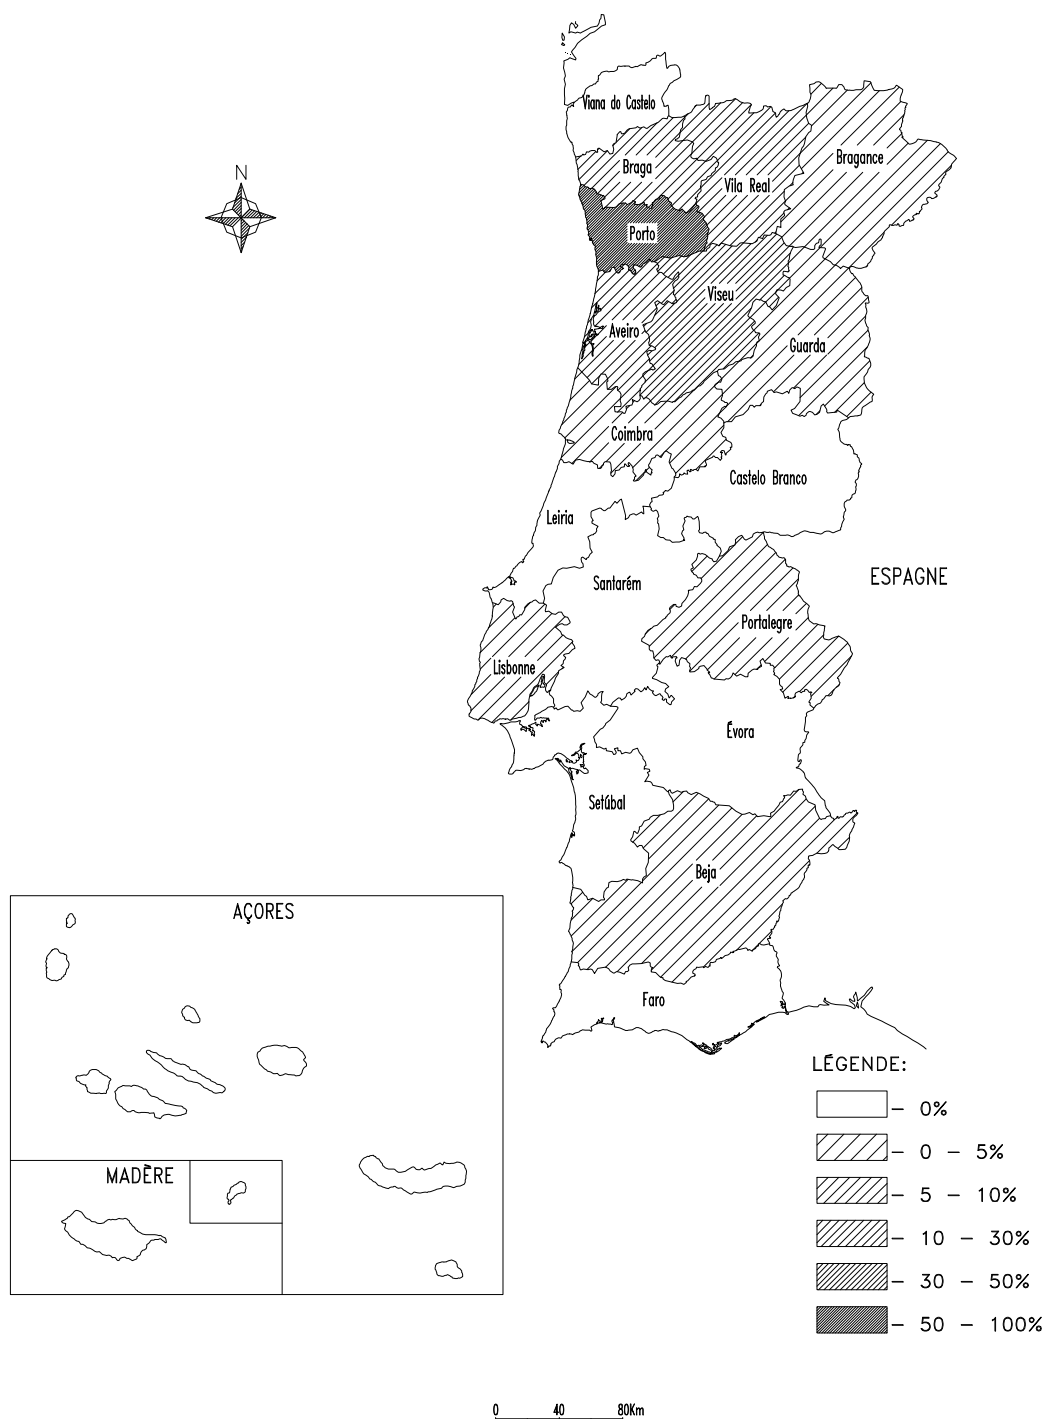 Viana do Castelo
Bragance
Braga
Vila Real
N
Porto
Viseu
Aveiro
Guarda
Coimbra
Castelo Branco
Leiria
ESPAGNE
Santarém
Portalegre
Lisbonne
Évora
Setúbal
Beja
AÇORES
Faro
LÉGENDE:
- 0%
- 0 - 5%
MADÈRE
- 5 - 10%
- 10 - 30%
- 30 - 50%
- 50 - 100%
0 40 80Km